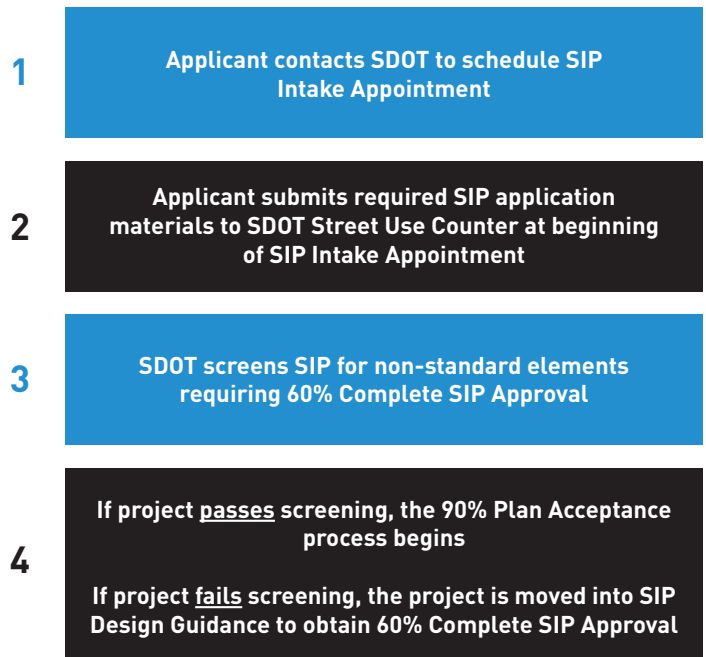 1
Applicant contacts SDOT to schedule SIP
Intake Appointment
2
Applicant submits required SIP application
materials to SDOT Street Use Counter at beginning
of SIP Intake Appointment
3
SDOT screens SIP for non-standard elements
requiring 60% Complete SIP Approval
4
If project passes screening, the 90% Plan Acceptance
process begins
If project fails screening, the project is moved into SIP
Design Guidance to obtain 60% Complete SIP Approval